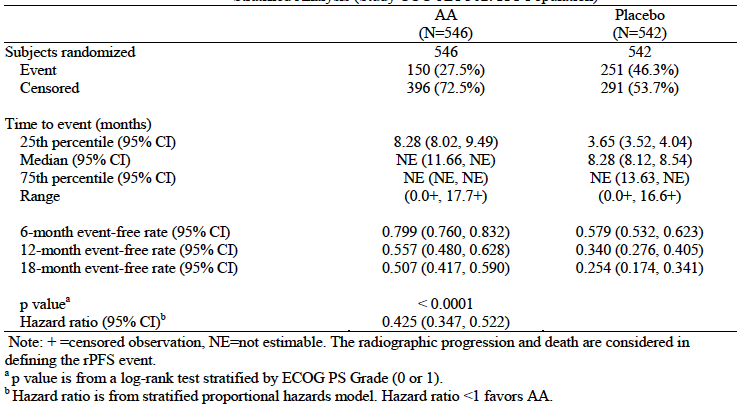 AA Placebo
(N=546) (N=542)
Subjects randomized 546 542
Event 150 (27.5%) 251 (46.3%)
Censored 396 (72.5%) 291 (53.7%)
Time to event (months)
25th percentile (95% CI) 8.28 (8.02, 9.49) 3.65 (3.52, 4.04)
Median (95% CI) NE (11.66, NE) 8.28 (8.12, 8.54)
75th percentile (95% CI) NE (NE, NE) NE (13.63, NE)
Range (0.0+, 17.7+) (0.0+, 16.6+)
6-month event-free rate (95% CI) 0.799 (0.760, 0.832) 0.579 (0.532, 0.623)
12-month event-free rate (95% CI) 0.557 (0.480, 0.628) 0.340 (0.276, 0.405)
18-month event-free rate (95% CI) 0.507 (0.417, 0.590) 0.254 (0.174, 0.341)
p valueᵃ < 0.0001
Hazard ratio (95% CI)ᵇ 0.425 (0.347, 0.522)
Note: + =censored observation, NE=not estimable. The radiographic progression and death are considered in
defining the rPFS event.
ᵃ p value is from a log-rank test stratified by ECOG PS Grade (0 or 1).
ᵇ Hazard ratio is from stratified proportional hazards model. Hazard ratio <1 favors AA.